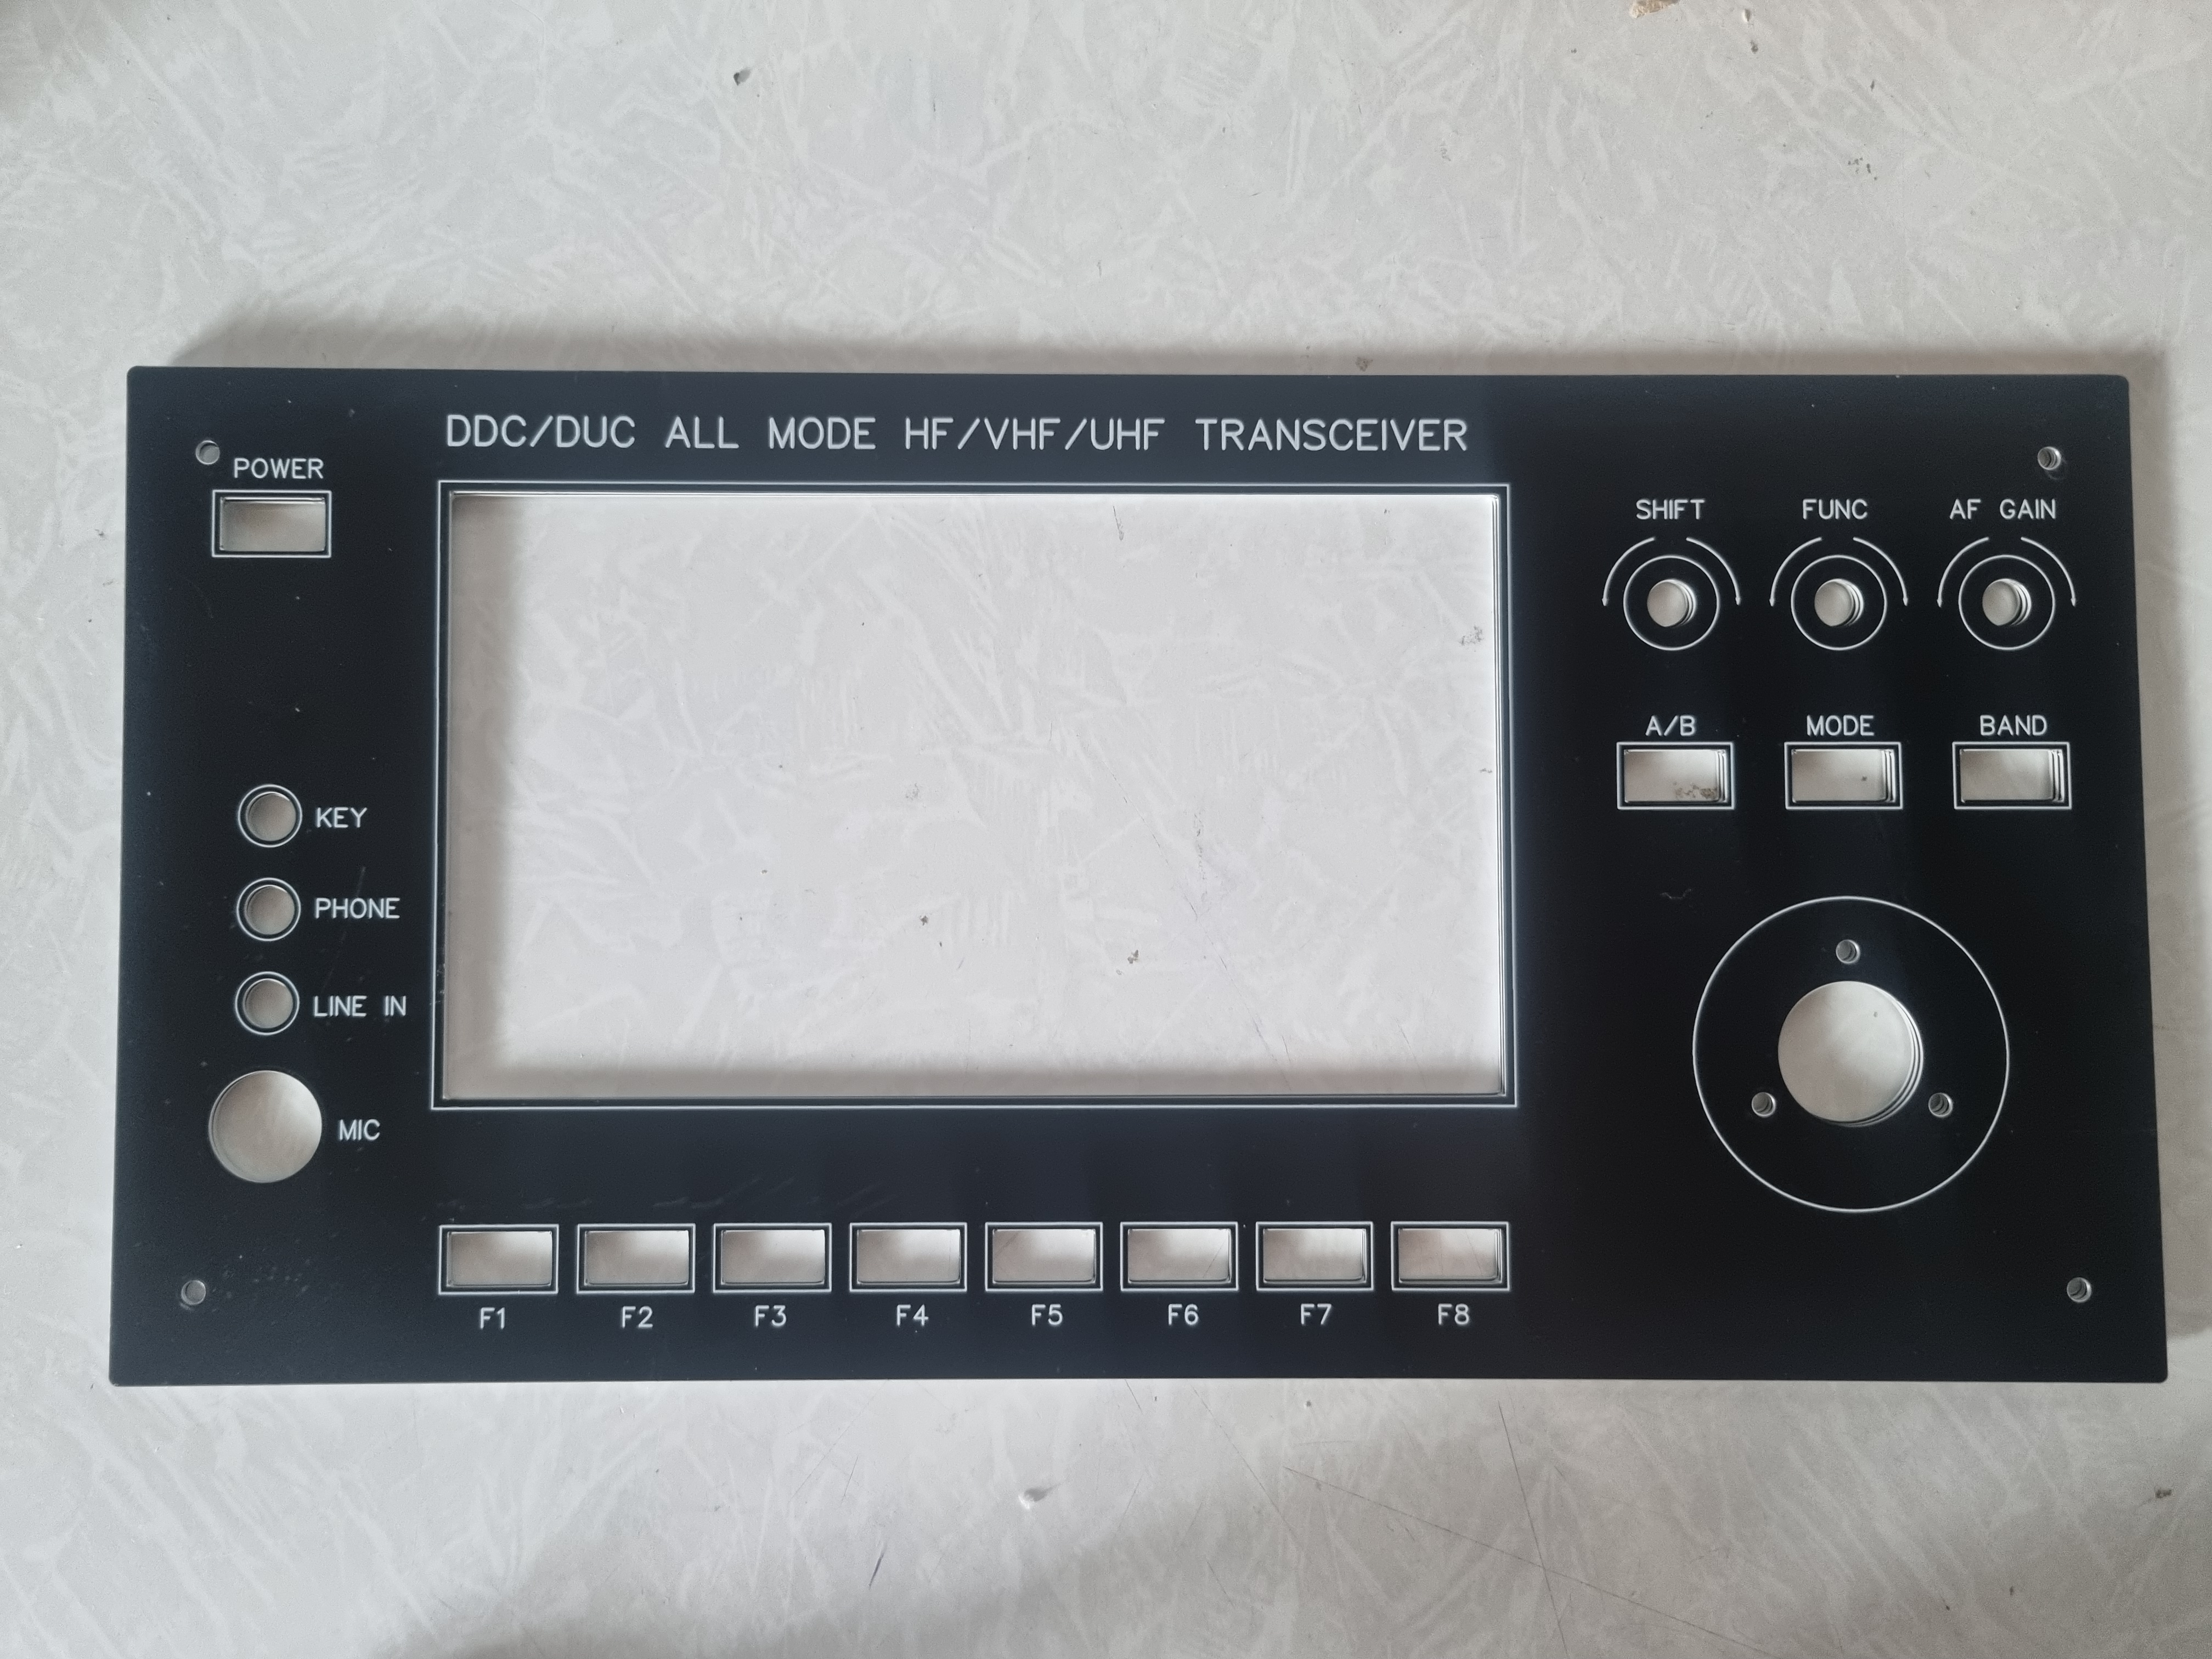 DDC/DUC ALL MODE HF/VHF/UHF TRANSCEIVER
POWER
SHIFT FUNC AF GAIN
A/B MODE BAND
KEY
PHONE
LINE IN
MIC
F1 F2 F3 F4 F5 F6 F7 F8